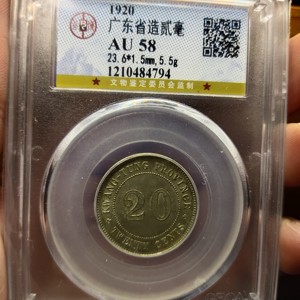 1920
广东省造贰毫
AU 58
23.6*1.5mm,5.5g
1210484794
文物鉴定委员会监制
KWANG-TUNG PROVINCE
20
TWENTY CENTS